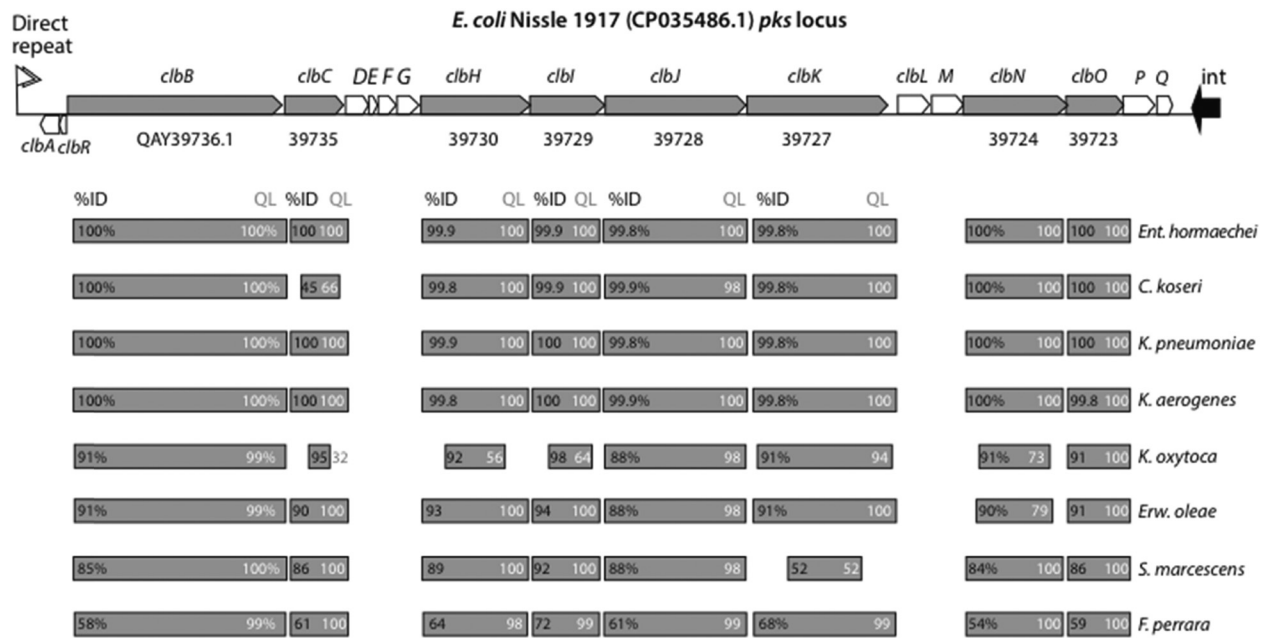 E. coli Nissle 1917 (CP035486.1) pks locus
Direct
repeat
clbB clbC D E F G clbH clbI clbJ clbK clbL M clbN clbO P Q int
clbA clbR QAY39736.1 39735 39730 39729 39728 39727 39724 39723
%ID QL %ID QL %ID QL %ID QL %ID QL %ID QL
100% 100% 100 100 99.9 100 99.9 100 99.8% 100 99.8% 100 100% 100 100 100 Ent. hormaechei
100% 100% 45 66 99.8 100 99.9 100 99.9% 98 99.8% 100 100% 100 100 100 C. koseri
100% 100% 100 100 99.9 100 100 100 99.8% 100 99.8% 100 100% 100 100 100 K. pneumoniae
100% 100% 100 100 99.8 100 100 100 99.9% 100 99.8% 100 100% 100 99.8 100 K. aerogenes
91% 99% 95 32 92 56 98 64 88% 98 91% 94 91% 73 91 100 K. oxytoca
91% 99% 90 100 93 100 94 100 88% 98 91% 100 90% 79 91 100 Erw. oleae
85% 100% 86 100 89 100 92 100 88% 98 52 52 84% 100 86 100 S. marcescens
58% 99% 61 100 64 98 72 99 61% 99 68% 99 54% 100 59 100 F. perrara